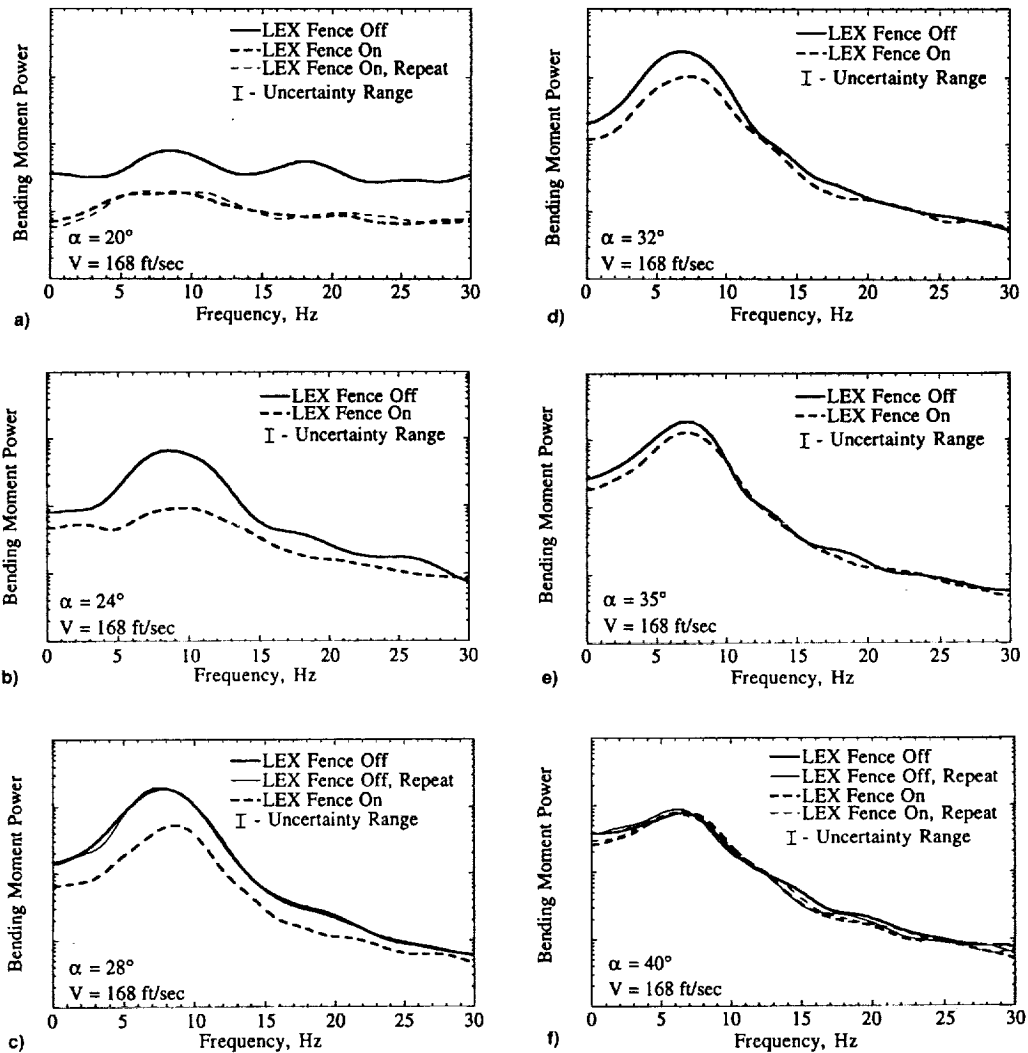 Bending Moment Power
LEX Fence Off
LEX Fence On
LEX Fence On, Repeat
I - Uncertainty Range
α = 20°
V = 168 ft/sec
0 5 10 15 20 25 30
Frequency, Hz
a)
Bending Moment Power
LEX Fence Off
LEX Fence On
I - Uncertainty Range
α = 24°
V = 168 ft/sec
0 5 10 15 20 25 30
Frequency, Hz
b)
Bending Moment Power
LEX Fence Off
LEX Fence Off, Repeat
LEX Fence On
I - Uncertainty Range
α = 28°
V = 168 ft/sec
0 5 10 15 20 25 30
Frequency, Hz
c)
Bending Moment Power
LEX Fence Off
LEX Fence On
I - Uncertainty Range
α = 32°
V = 168 ft/sec
0 5 10 15 20 25 30
Frequency, Hz
d)
Bending Moment Power
LEX Fence Off
LEX Fence On
I - Uncertainty Range
α = 35°
V = 168 ft/sec
0 5 10 15 20 25 30
Frequency, Hz
e)
Bending Moment Power
LEX Fence Off
LEX Fence Off, Repeat
LEX Fence On
LEX Fence On, Repeat
I - Uncertainty Range
α = 40°
V = 168 ft/sec
0 5 10 15 20 25 30
Frequency, Hz
f)